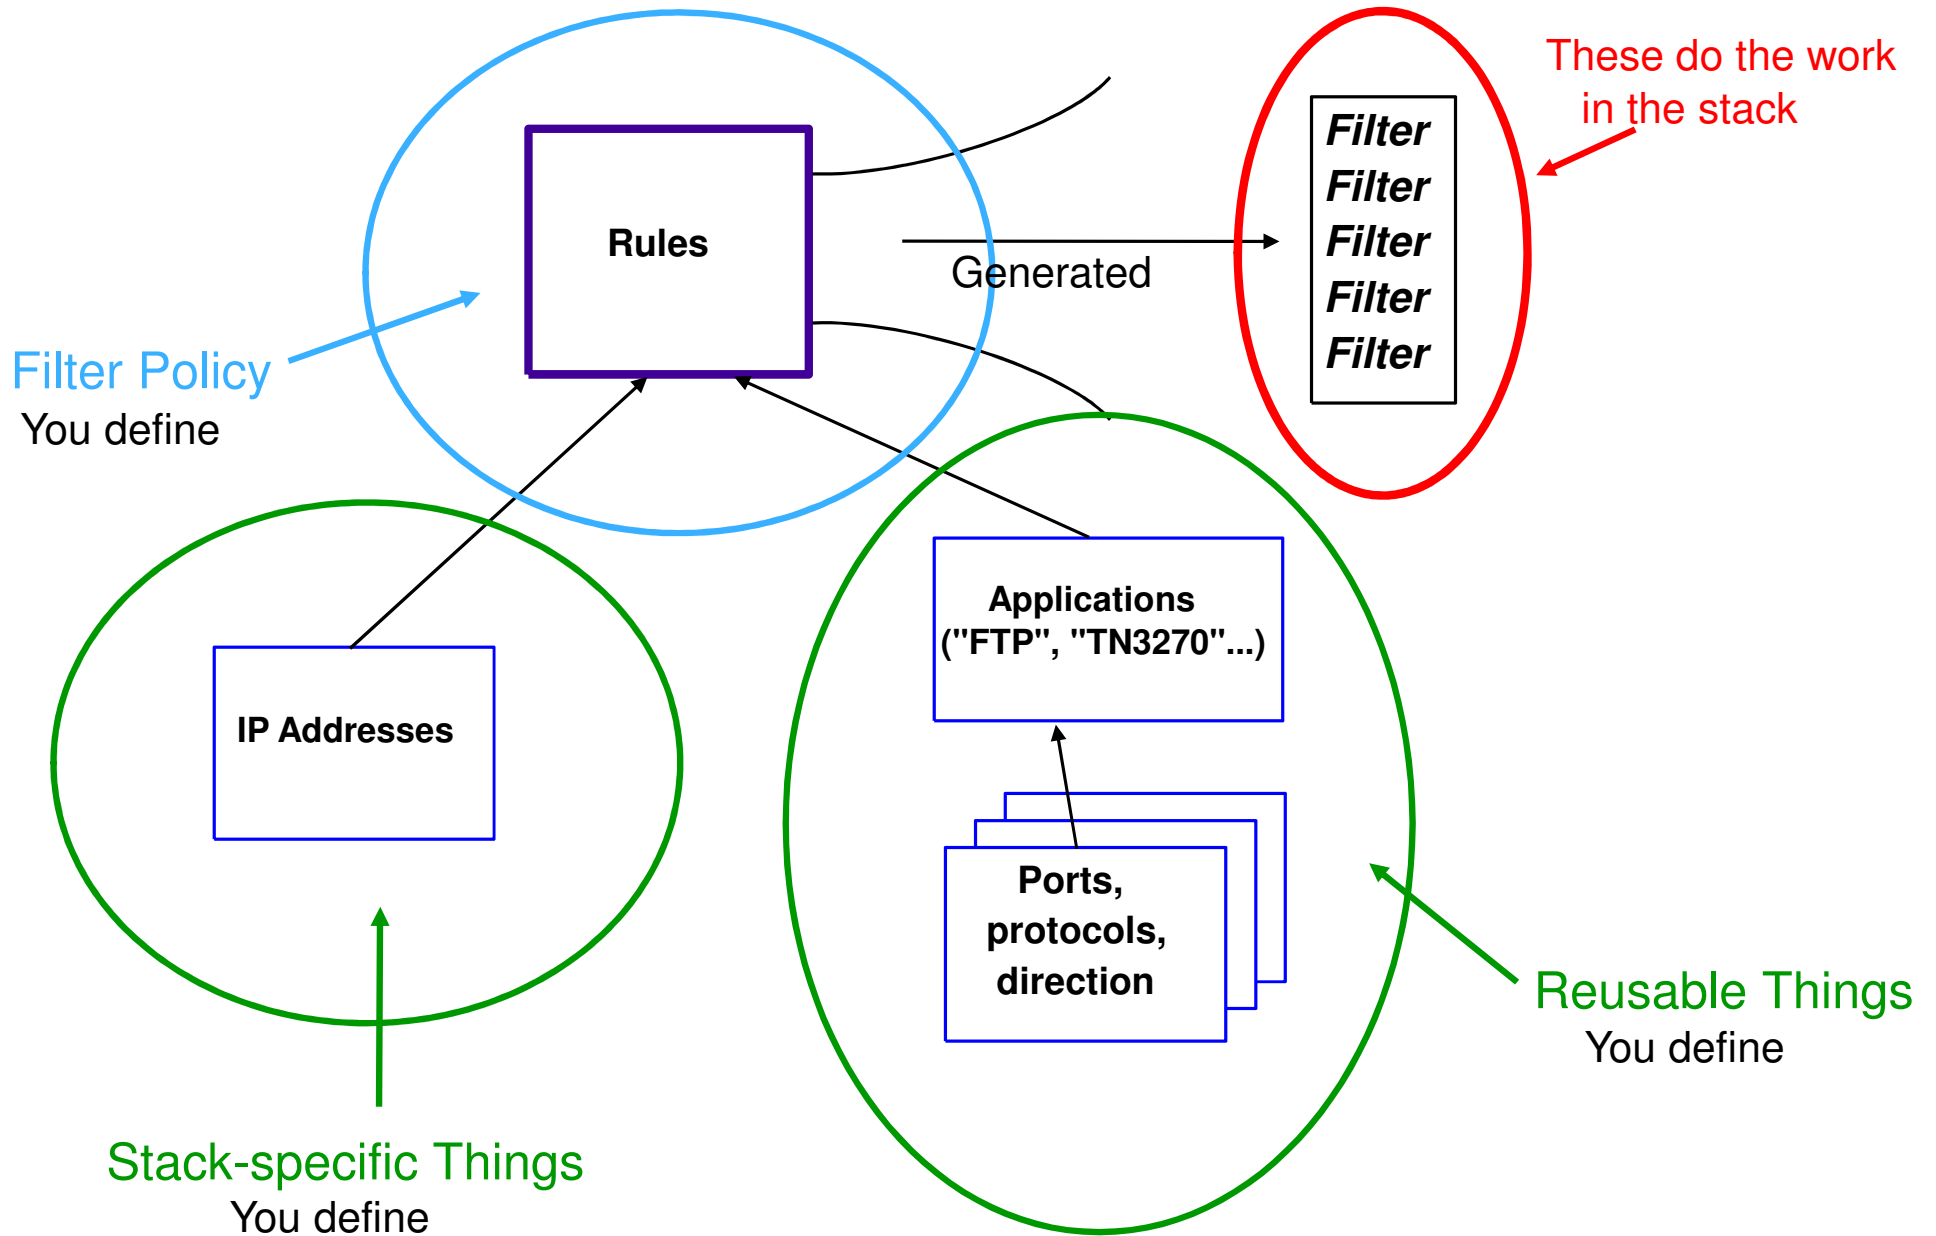 These do the work
in the stack
Filter
Filter
Filter
Filter
Filter
Rules
Generated
Filter Policy
You define
Applications
("FTP", "TN3270"...)
IP Addresses
Ports,
protocols,
direction
Reusable Things
You define
Stack-specific Things
You define